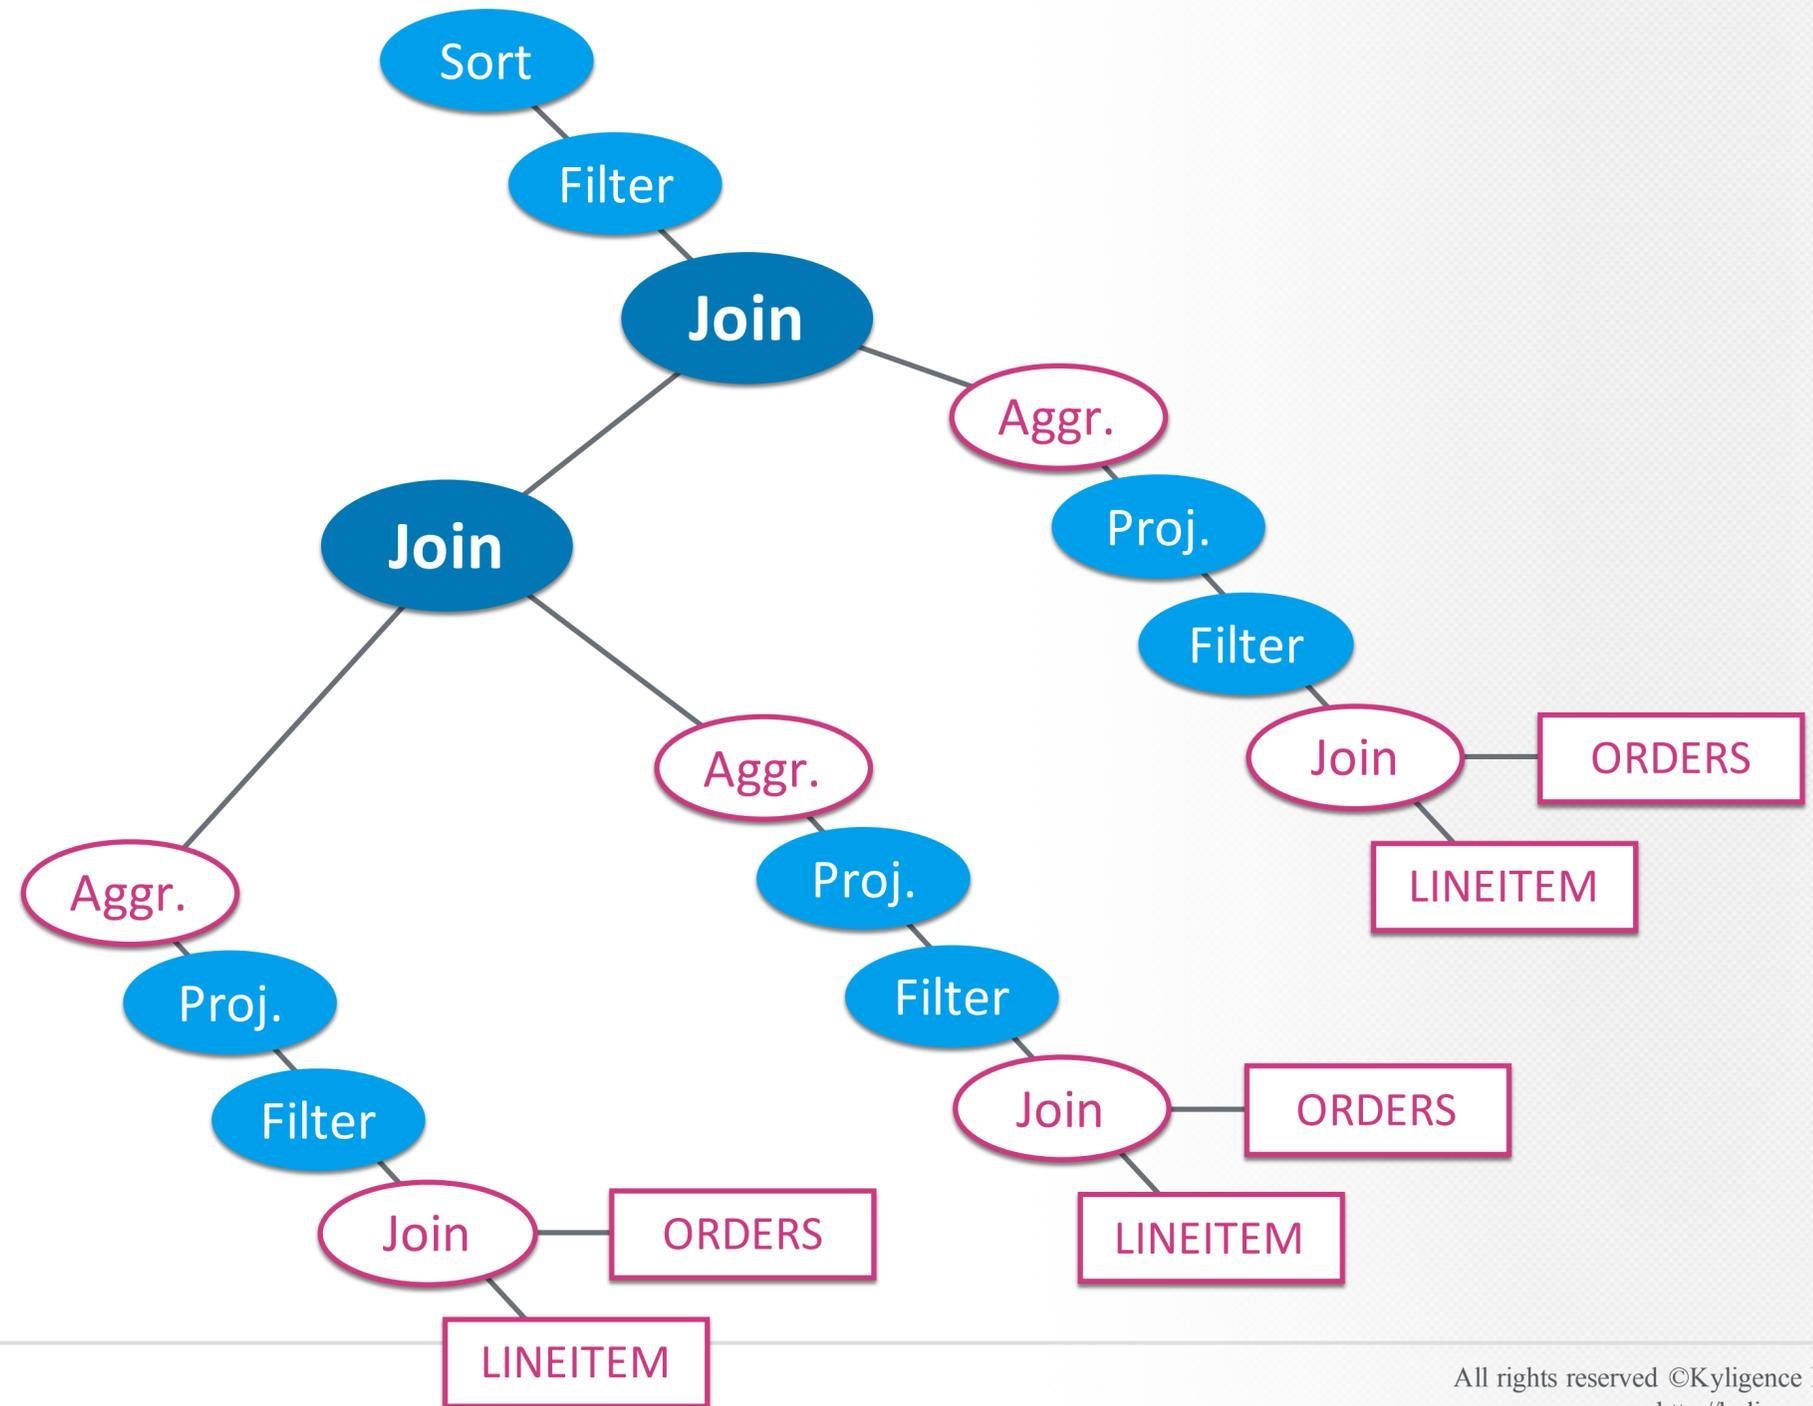 Sort
Filter
Join
Aggr.
Proj.
Join
Filter
Aggr.
Join
ORDERS
Proj.
LINEITEM
Aggr.
Filter
Proj.
Join
ORDERS
Filter
LINEITEM
Join
ORDERS
LINEITEM
All rights reserved ©Kyligence